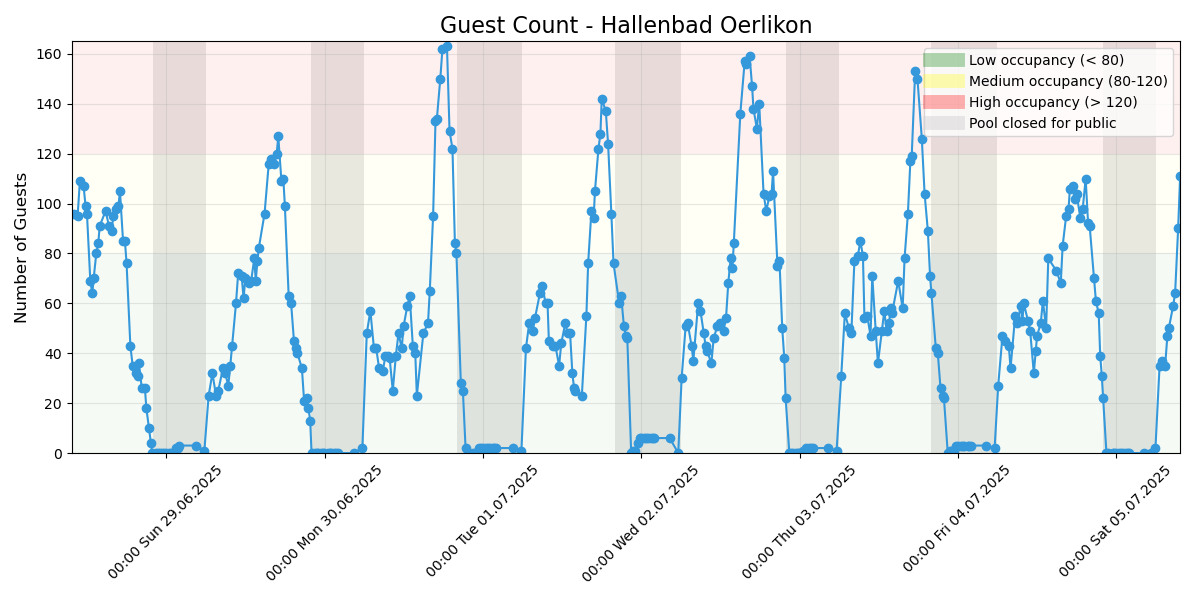 Guest Count - Hallenbad Oerlikon
Number of Guests
160
140
120
100
80
60
40
20
0
Low occupancy (< 80)
Medium occupancy (80-120)
High occupancy (> 120)
Pool closed for public
00:00 Sun 29.06.2025
00:00 Mon 30.06.2025
00:00 Tue 01.07.2025
00:00 Wed 02.07.2025
00:00 Thu 03.07.2025
00:00 Fri 04.07.2025
00:00 Sat 05.07.2025